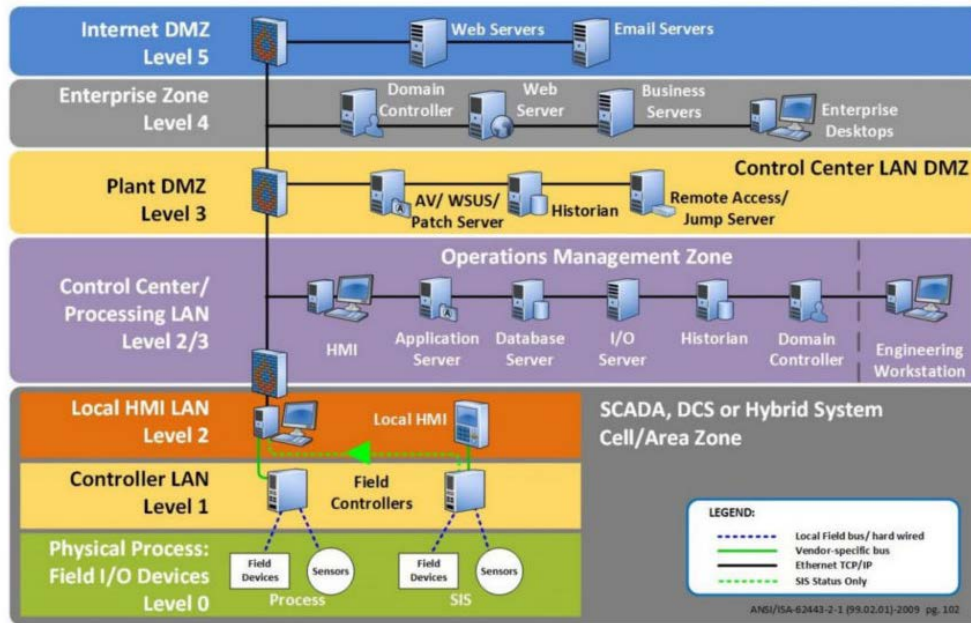 Internet DMZ
Level 5
Web Servers
Email Servers
Enterprise Zone
Level 4
Domain
Controller
Web
Server
Business
Servers
Enterprise
Desktops
Plant DMZ
Level 3
Control Center LAN DMZ
AV/ WSUS/
Patch Server
Historian
Remote Access/
Jump Server
Operations Management Zone
Control Center/
Processing LAN
Level 2/3
HMI
Application
Server
Database
Server
I/O
Server
Historian
Domain
Controller
Engineering
Workstation
Local HMI LAN
Level 2
Local HMI
SCADA, DCS or Hybrid System
Cell/Area Zone
Controller LAN
Level 1
Field
Controllers
Physical Process:
Field I/O Devices
Level 0
Field
Devices
Sensors
Process
Field
Devices
Sensors
SIS
LEGEND:
Local Field bus/ hard wired
Vendor-specific bus
Ethernet TCP/IP
SIS Status Only
ANSI/ISA-62443-2-1 (99.02.01)-2009 pg. 102